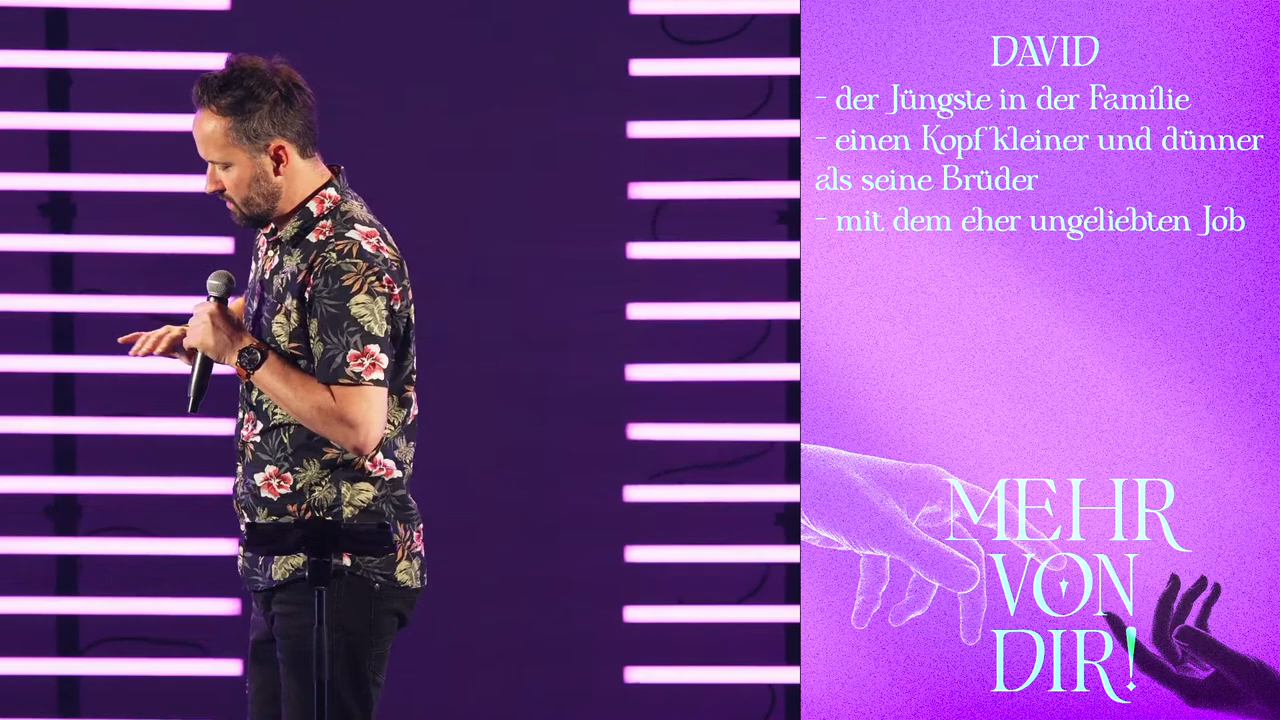 DAVID
- der Jüngste in der Familie
- einen Kopf kleiner und dünner
als seine Brüder
- mit dem eher ungeliebten Job
MEHR
VON
DIR!